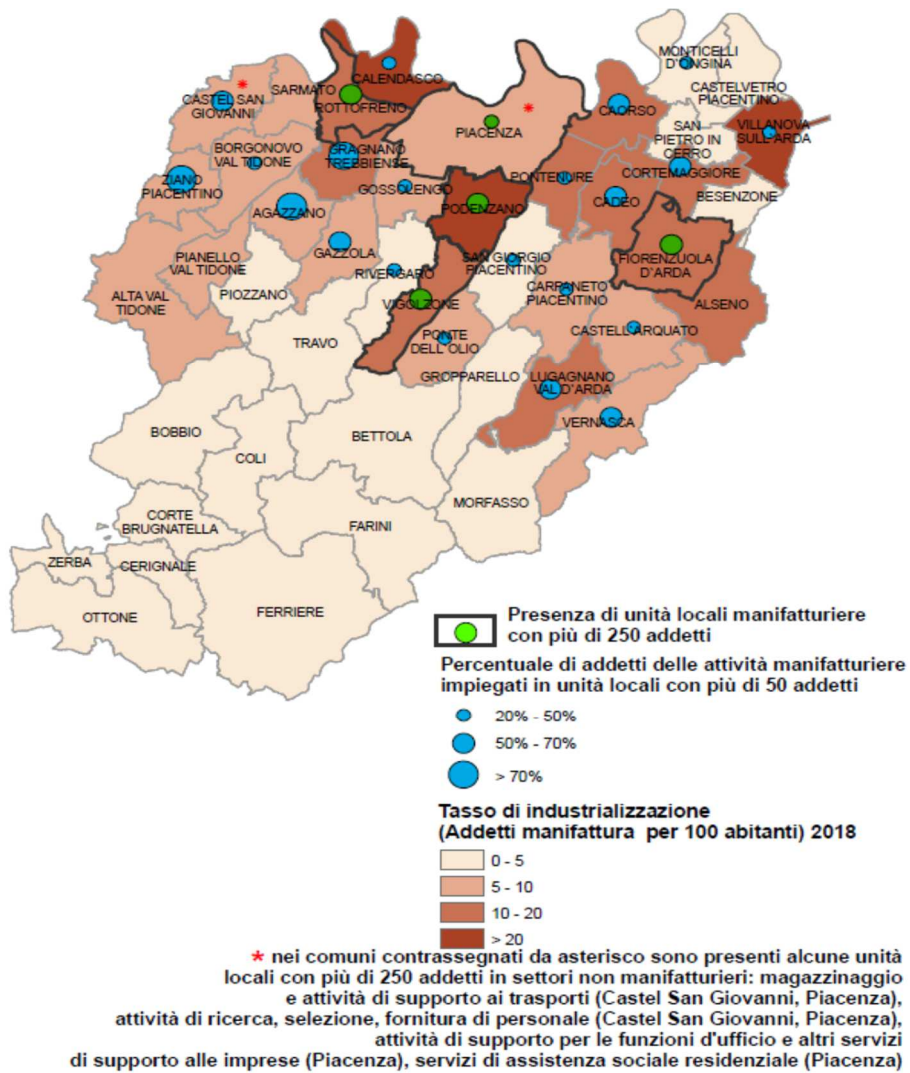 MONTICELLI
D'ONGINA
CALENDASCO
CASTELVETRO
PIACENTINO
SARMATO
CASTEL SAN
GIOVANNI
ROTTOFRENO
CAORSO
PIACENZA
VILLANOVA
SULL'ARDA
SAN
PIETRO IN
CERRO
BORGONOVO
VAL TIDONE
GRAGNANO
TREBBIENSE
ZIANO
PIACENTINO
GOSSOLENGO
PONTENURE
CORTEMAGGIORE
BESENZONE
AGAZZANO
PODENZANO
CADEO
GAZZOLA
PIANELLO
VAL TIDONE
SAN GIORGIO
PIACENTINO
FIORENZUOLA
D'ARDA
RIVERGARO
PIOZZANO
ALTA VAL
TIDONE
VIGOLZONE
CARPANETO
PIACENTINO
ALSENO
TRAVO
PONTE
DELL'OLIO
CASTELL'ARQUATO
GROPPARELLO
LUGAGNANO
VAL D'ARDA
VERNASCA
BOBBIO
BETTOLA
COLI
MORFASSO
CORTE
BRUGNATELLA
FARINI
ZERBA
CERIGNALE
OTTONE
FERRIERE
Presenza di unità locali manifatturiere
con più di 250 addetti
Percentuale di addetti delle attività manifatturiere
impiegati in unità locali con più di 50 addetti
20% - 50%
50% - 70%
> 70%
Tasso di industrializzazione
(Addetti manifattura per 100 abitanti) 2018
0 - 5
5 - 10
10 - 20
> 20
* nei comuni contrassegnati da asterisco sono presenti alcune unità
locali con più di 250 addetti in settori non manifatturieri: magazzinaggio
e attività di supporto ai trasporti (Castel San Giovanni, Piacenza),
attività di ricerca, selezione, fornitura di personale (Castel San Giovanni, Piacenza),
attività di supporto per le funzioni d'ufficio e altri servizi
di supporto alle imprese (Piacenza), servizi di assistenza sociale residenziale (Piacenza)